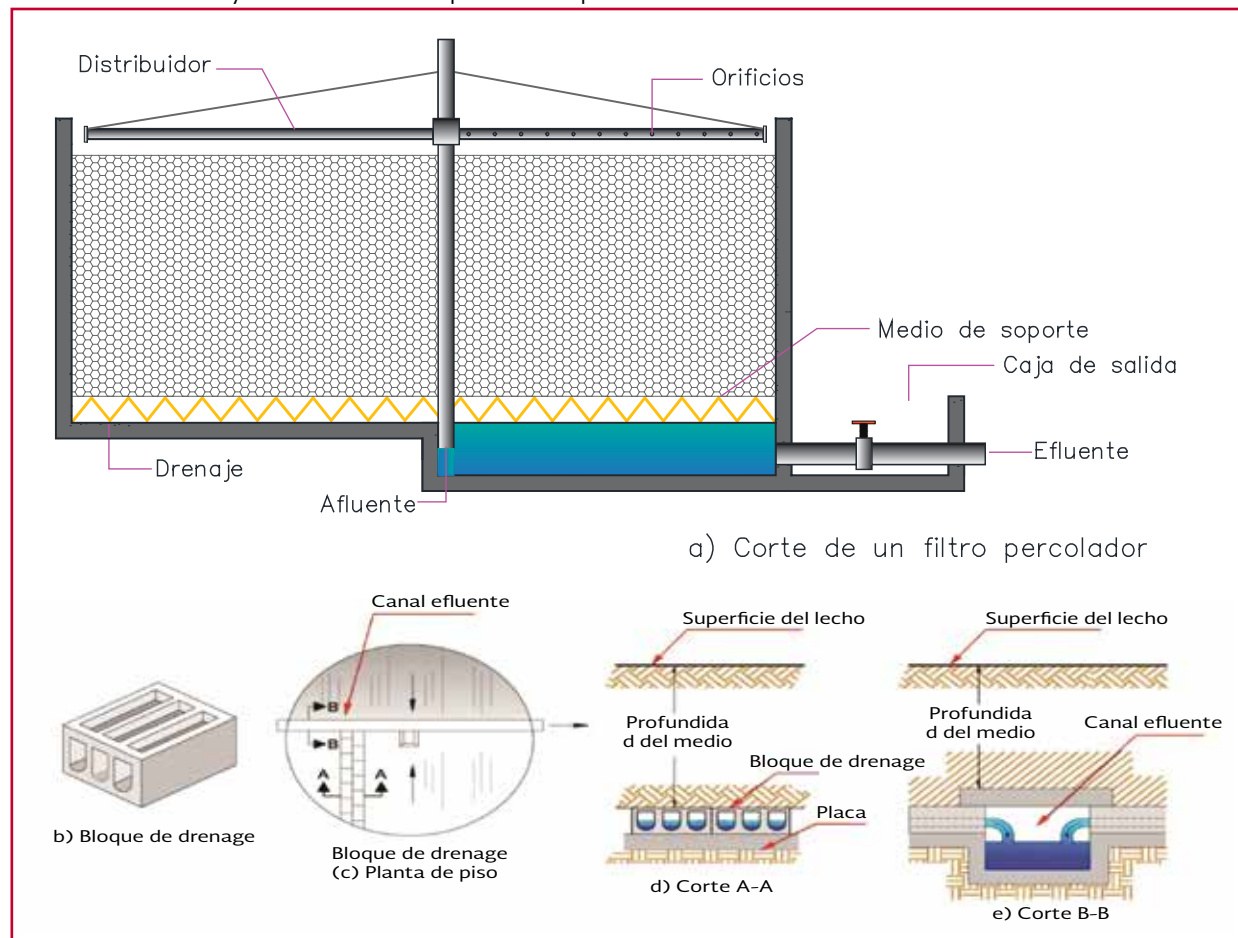 Distribuidor
Orificios
Medio de soporte
Caja de salida
Drenaje
Efluente
Afluente
a) Corte de un filtro percolador
Canal efluente
Superficie del lecho
Superficie del lecho
B
B
A
A
Profundida
d del medio
Profundida
d del medio
Canal efluente
Bloque de drenage
Placa
b) Bloque de drenage
Bloque de drenage
(c) Planta de piso
d) Corte A-A
e) Corte B-B